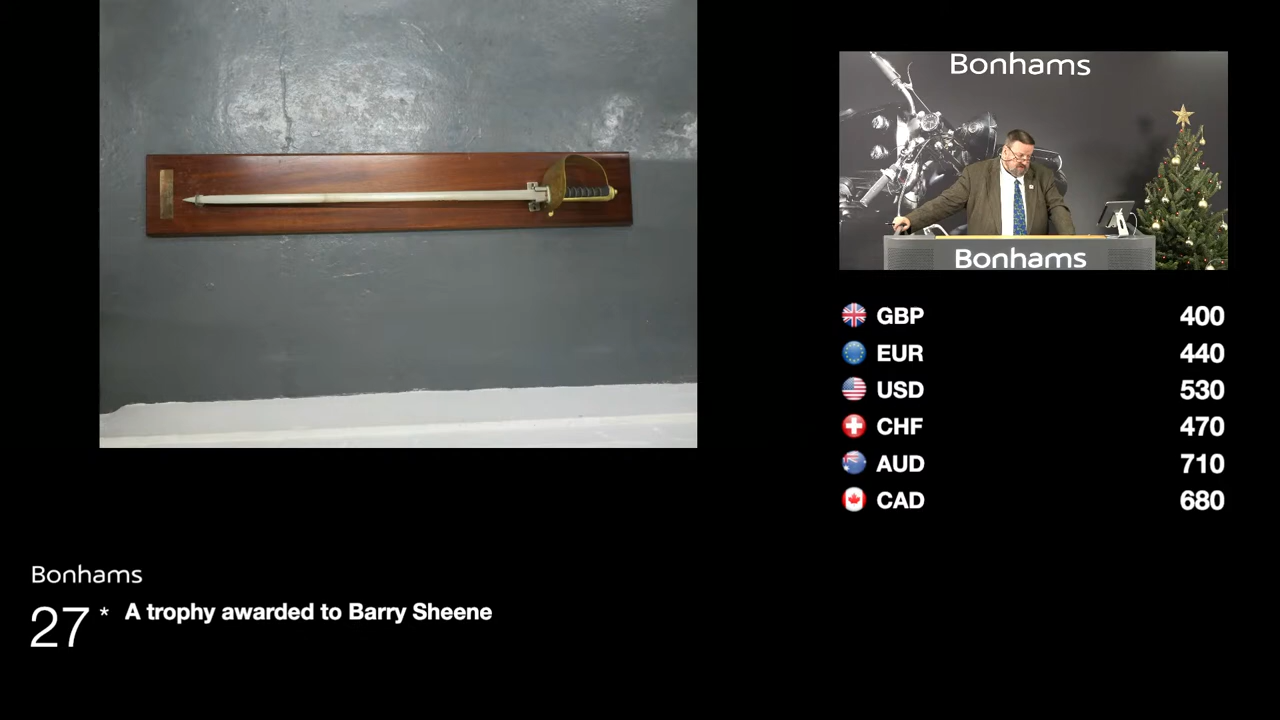 Bonhams
Bonhams
GBP 400
EUR 440
USD 530
CHF 470
AUD 710
CAD 680
Bonhams
27 * A trophy awarded to Barry Sheene